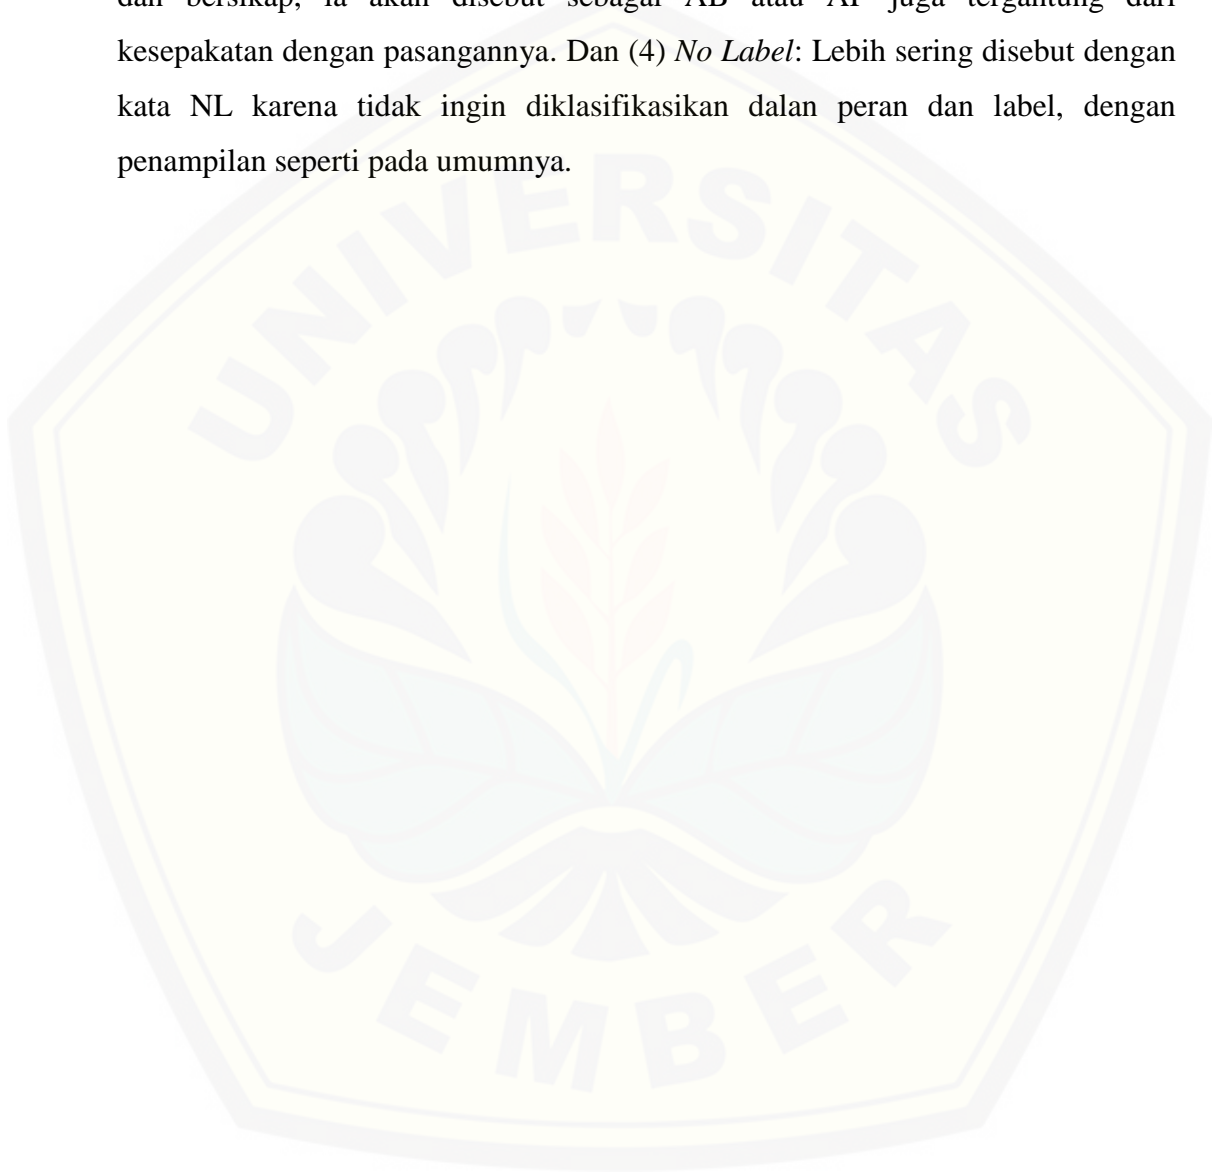 dan bersikap, ia akan disebut sebagai AB atau AF juga tergantung dari
kesepakatan dengan pasangannya. Dan (4) No Label: Lebih sering disebut dengan
kata NL karena tidak ingin diklasifikasikan dalan peran dan label, dengan
penampilan seperti pada umumnya.
UNIVERSITAS
JEMBER